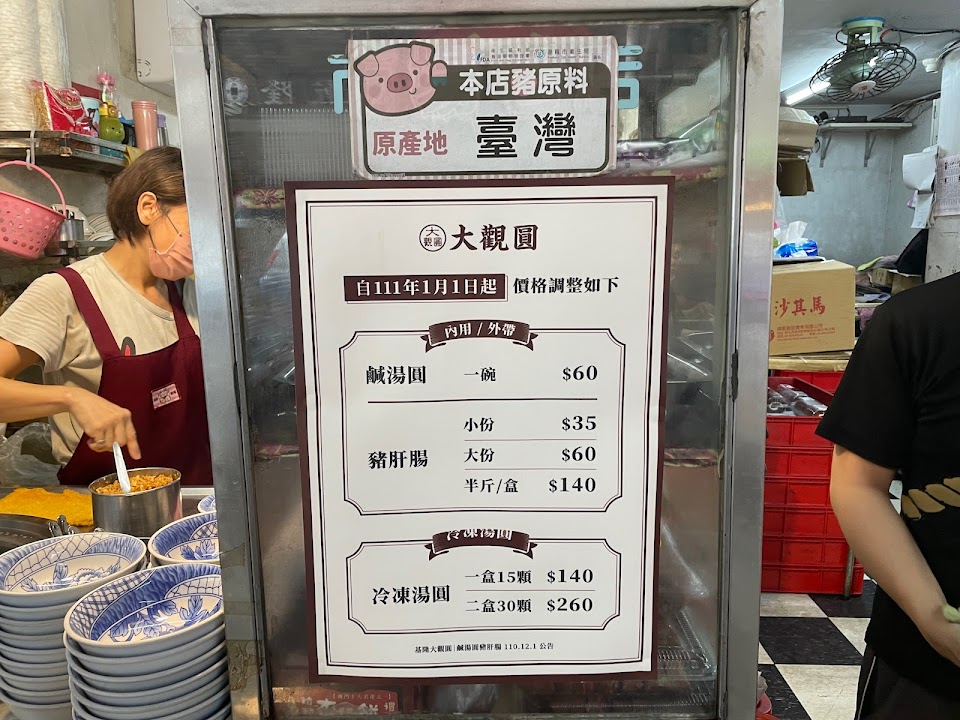 本店豬原料
原產地 臺灣
大觀圓 大觀圓
自111年1月1日起 價格調整如下
內用 / 外帶
鹹湯圓 一碗 $60
豬肝腸
小份 $35
大份 $60
半斤/盒 $140
冷凍湯圓
冷凍湯圓
一盒15顆 $140
二盒30顆 $260
基隆大觀圓 | 鹹湯圓豬肝腸 110.12.1 公告
沙其馬